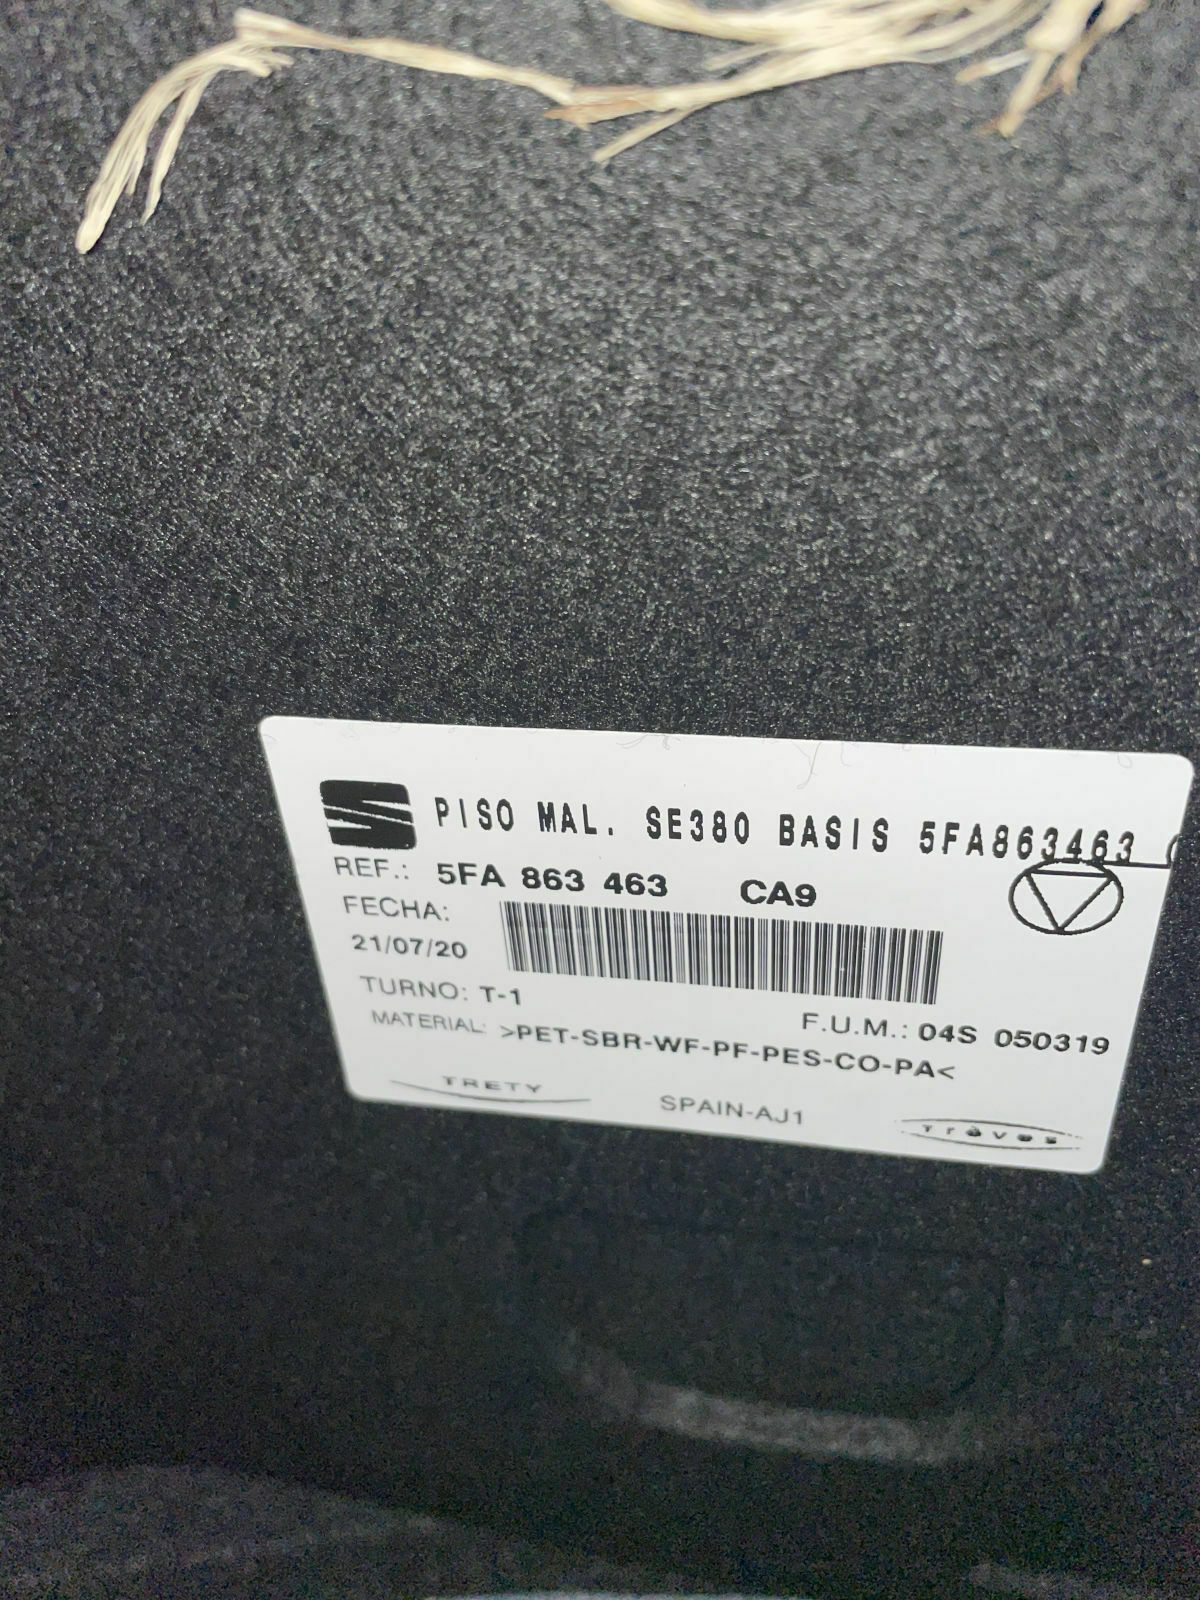 PISO MAL. SE380 BASIS 5FA863463
REF.: 5FA 863 463 CA9
FECHA:
21/07/20
TURNO: T-1
F.U.M.: 04S 050319
MATERIAL: >PET-SBR-WF-PF-PES-CO-PA<
TRETY
SPAIN-AJ1
Trèves